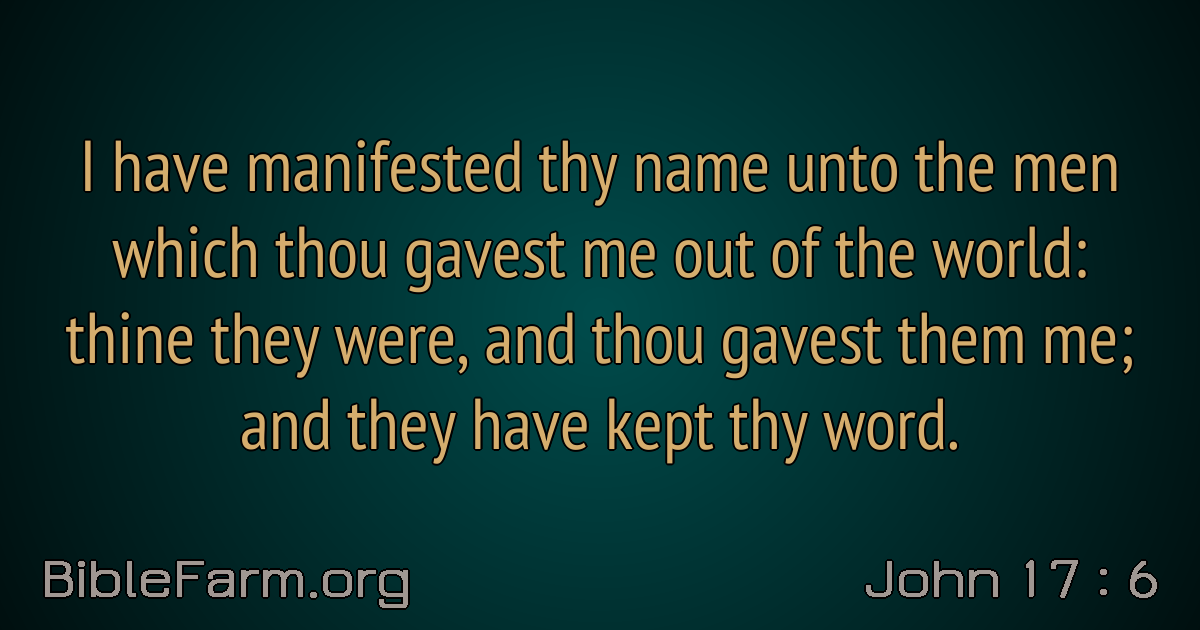 I have manifested thy name unto the men
which thou gavest me out of the world:
thine they were, and thou gavest them me;
and they have kept thy word.
BibleFarm.org
John 17 : 6